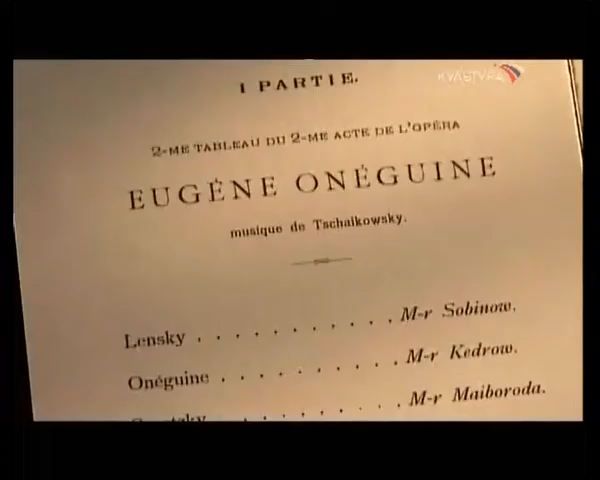 КУЛЬТУРА
I PARTIE.
2-ME TABLEAU DU 2-ME ACTE DE L'OPÉRA
EUGÈNE ONÉGUINE
musique de Tschaikowsky.
Lensky . . . . . . . . . . . M-r Sobinow.
Onéguine . . . . . . . . . . M-r Kedrow.
. . . . . . . . . M-r Maiboroda.